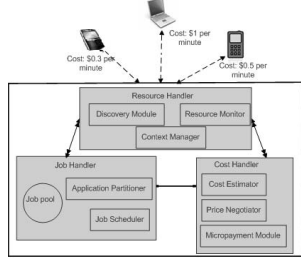 Cost: $1 per
minute
Cost: $0.3 per
minute
Cost: $0.5 per
minute
Resource Handler
Discovery Module
Resource Monitor
Context Manager
Job Handler
Application Partitioner
Job pool
Job Scheduler
Cost Handler
Cost Estimator
Price Negotiator
Micropayment Module